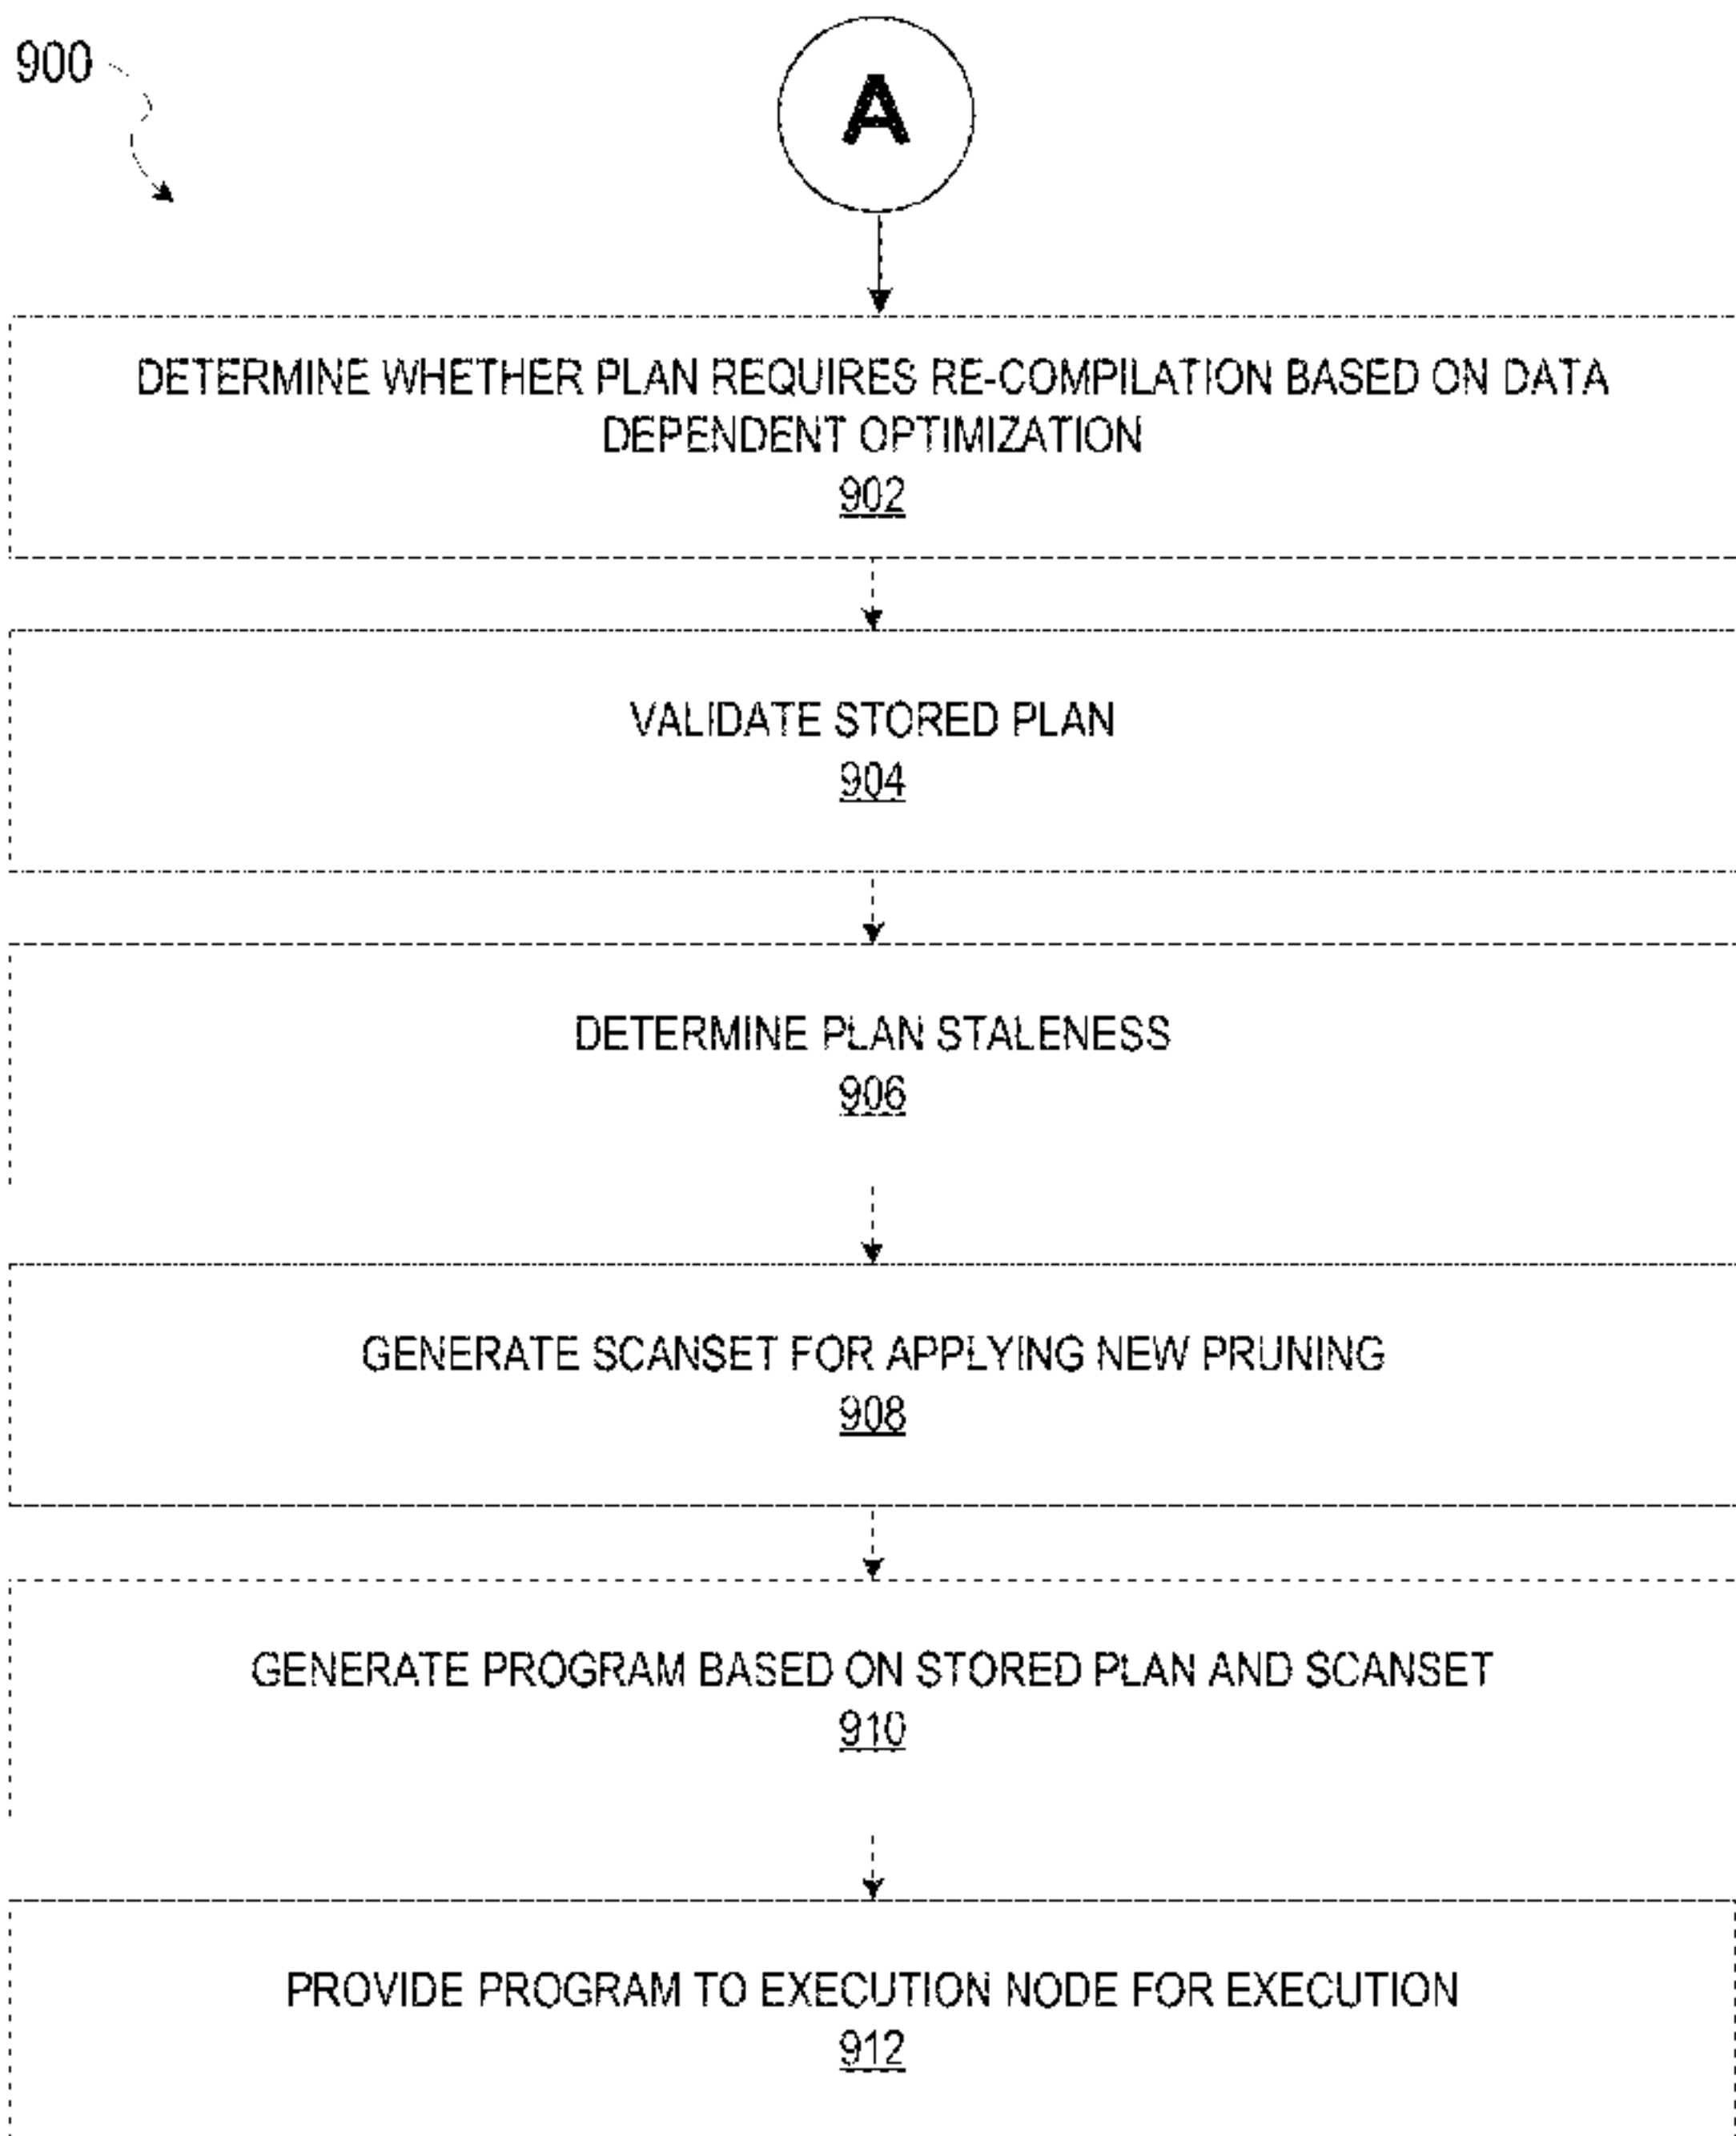 900
A
DETERMINE WHETHER PLAN REQUIRES RE-COMPILATION BASED ON DATA
DEPENDENT OPTIMIZATION
902
VALIDATE STORED PLAN
904
DETERMINE PLAN STALENESS
906
GENERATE SCANSET FOR APPLYING NEW PRUNING
908
GENERATE PROGRAM BASED ON STORED PLAN AND SCANSET
910
PROVIDE PROGRAM TO EXECUTION NODE FOR EXECUTION
912